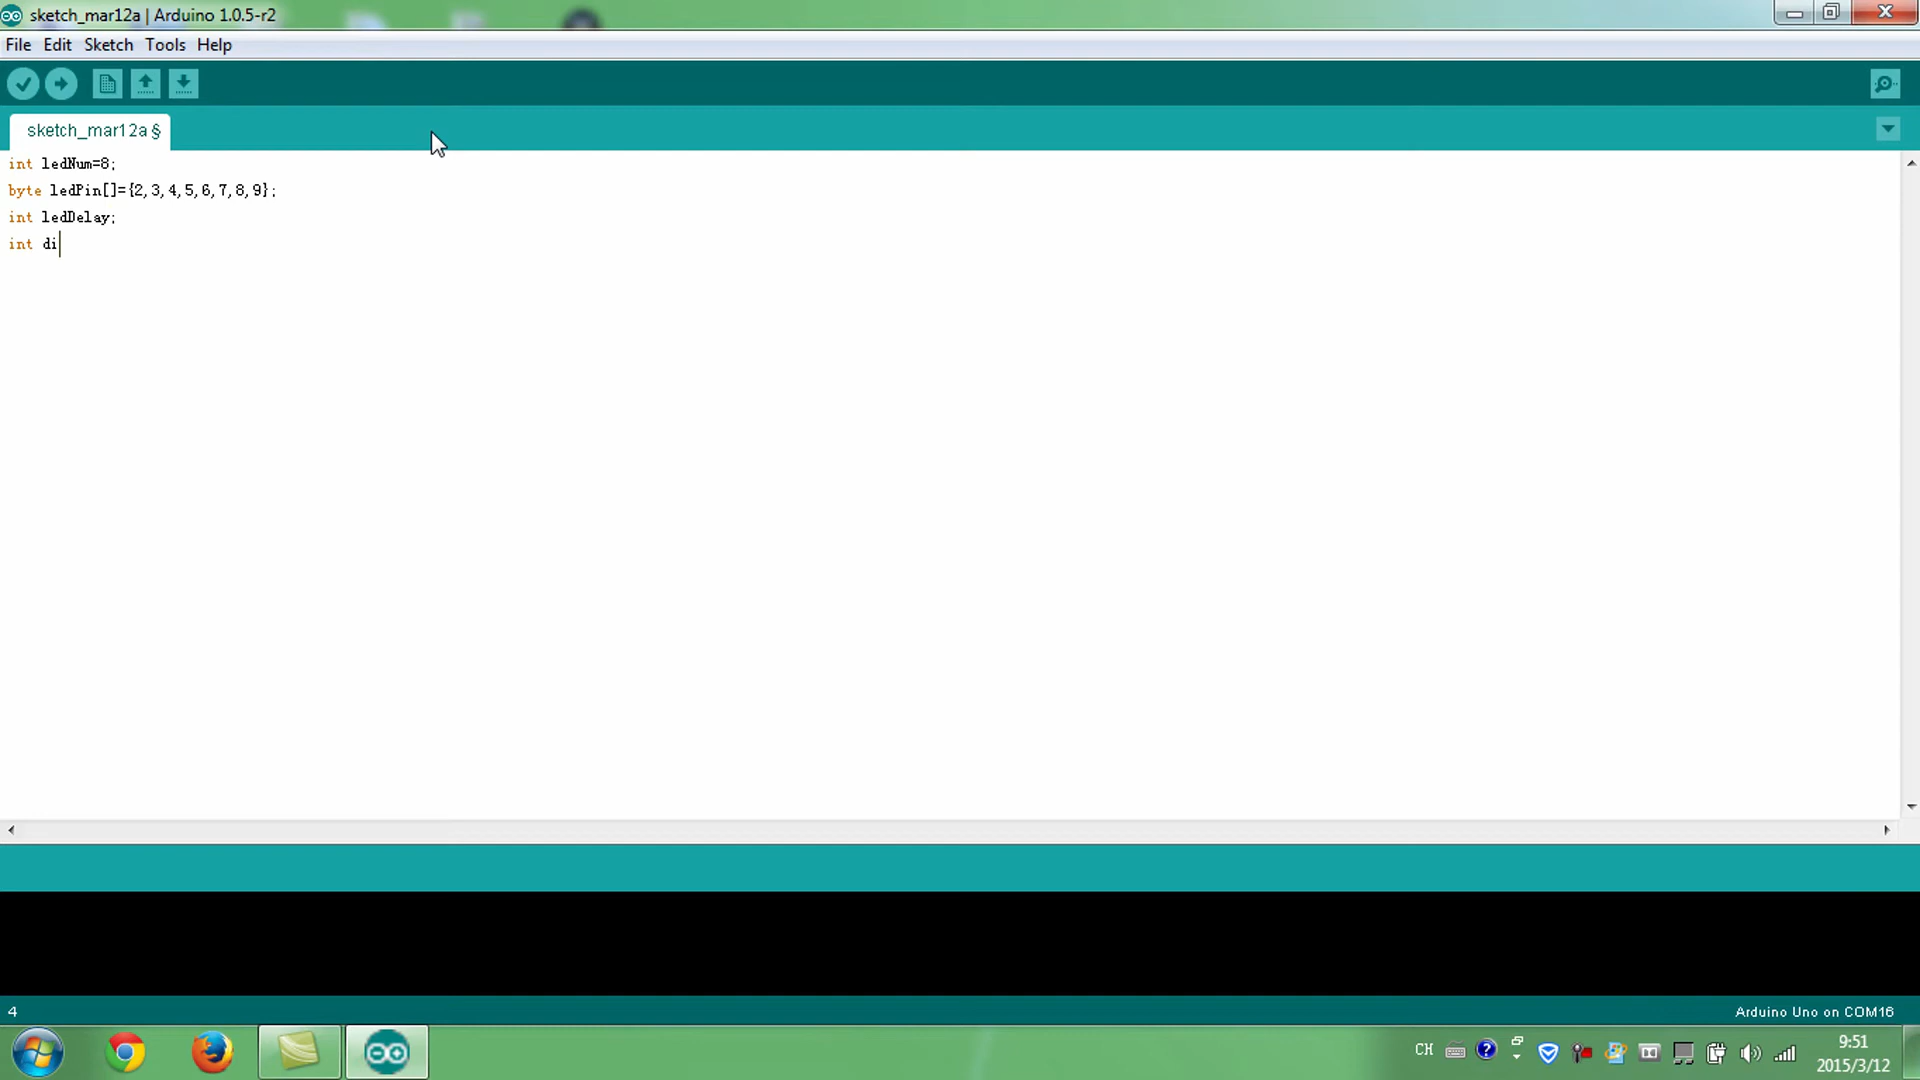 sketch_mar12a | Arduino 1.0.5-r2
File Edit Sketch Tools Help
sketch_mar12a §
int ledNum=8;
byte ledPin[]={2,3,4,5,6,7,8,9};
int ledDelay;
int di
4
Arduino Uno on COM16
CH
9:51
2015/3/12